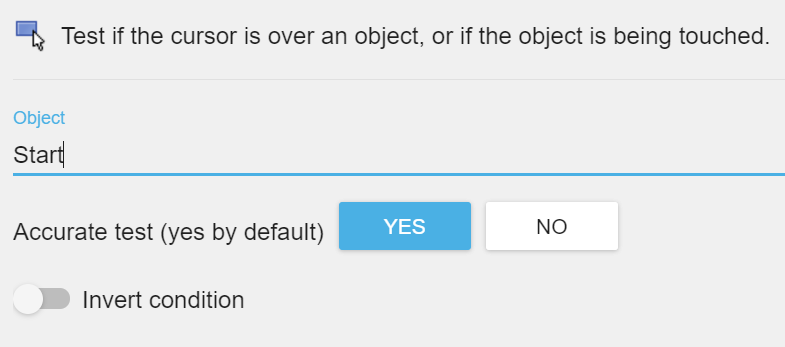 Test if the cursor is over an object, or if the object is being touched.
Object
Start
Accurate test (yes by default) YES NO
Invert condition